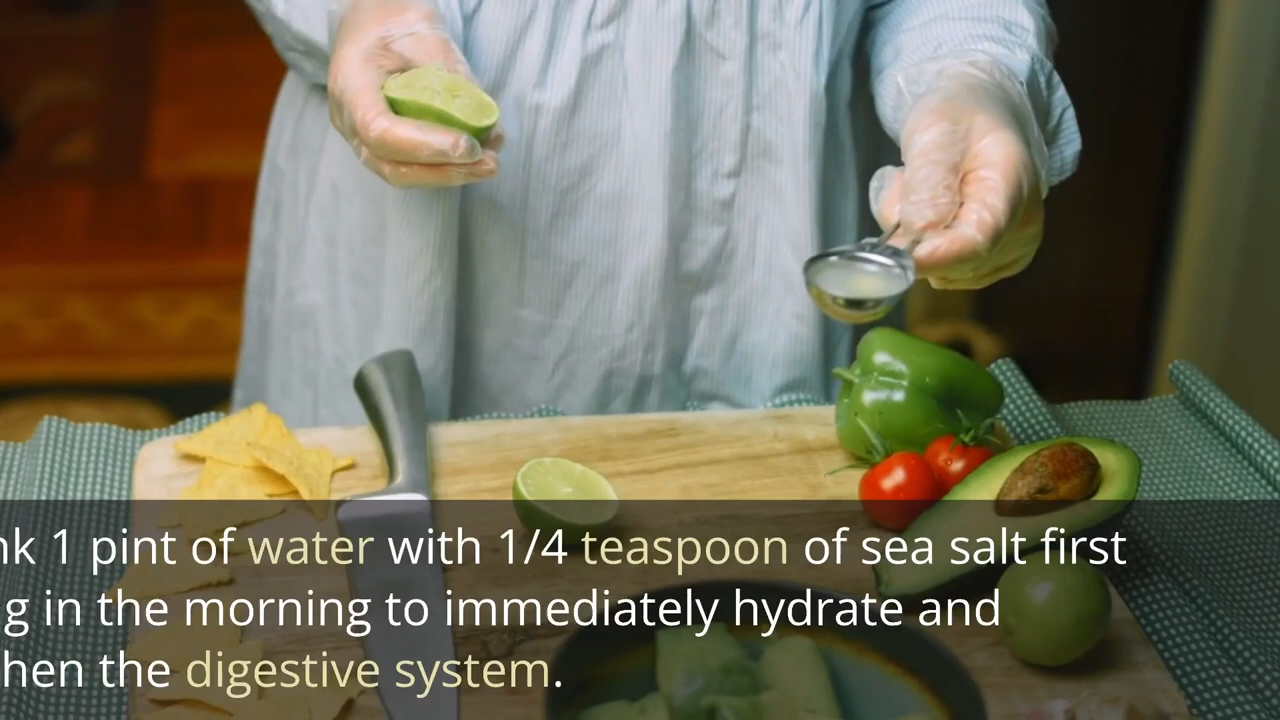 nk 1 pint of water with 1/4 teaspoon of sea salt first
g in the morning to immediately hydrate and
hen the digestive system.